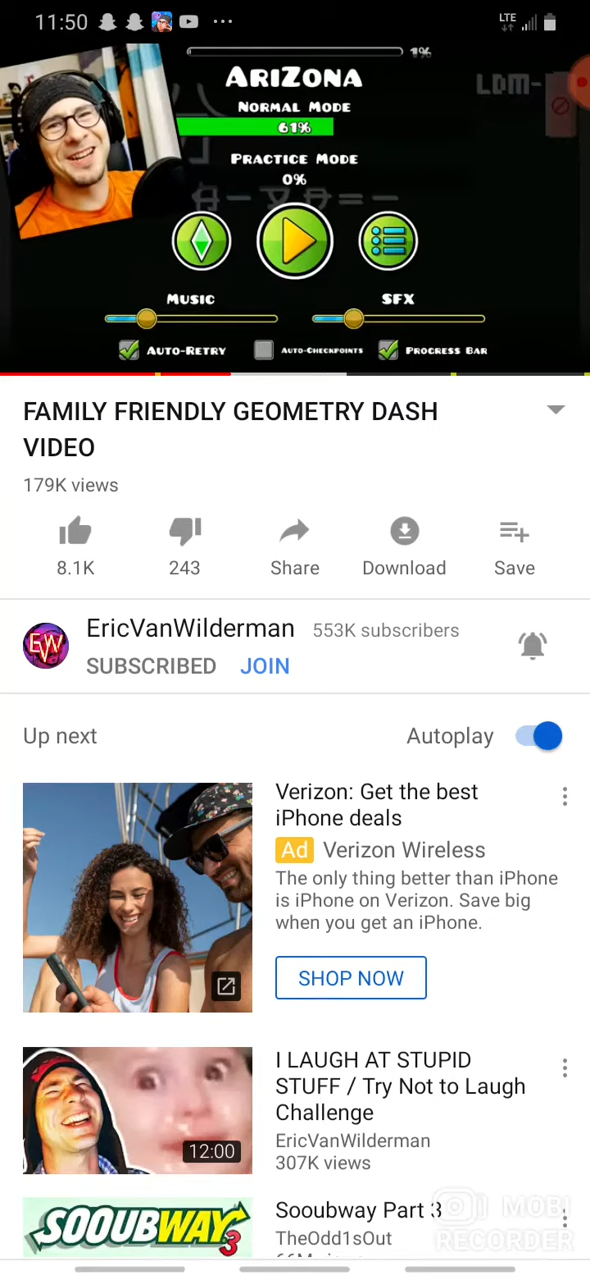 11:50
LTE
1%
ARIZONA
LDM-
NORMAL MODE
61%
PRACTICE MODE
0%
MUSIC
SFX
AUTO-RETRY
AUTO-CHECKPOINTS
PROGRESS BAR
FAMILY FRIENDLY GEOMETRY DASH
VIDEO
179K views
8.1K
243
Share
Download
Save
EW
EricVanWilderman 553K subscribers
SUBSCRIBED JOIN
Up next
Autoplay
Verizon: Get the best
iPhone deals
Ad Verizon Wireless
The only thing better than iPhone
is iPhone on Verizon. Save big
when you get an iPhone.
SHOP NOW
I LAUGH AT STUPID
STUFF / Try Not to Laugh
Challenge
EricVanWilderman
307K views
12:00
SOOUBWAY 3
Sooubway Part 3
TheOdd1sOut
MOBI
RECORDER